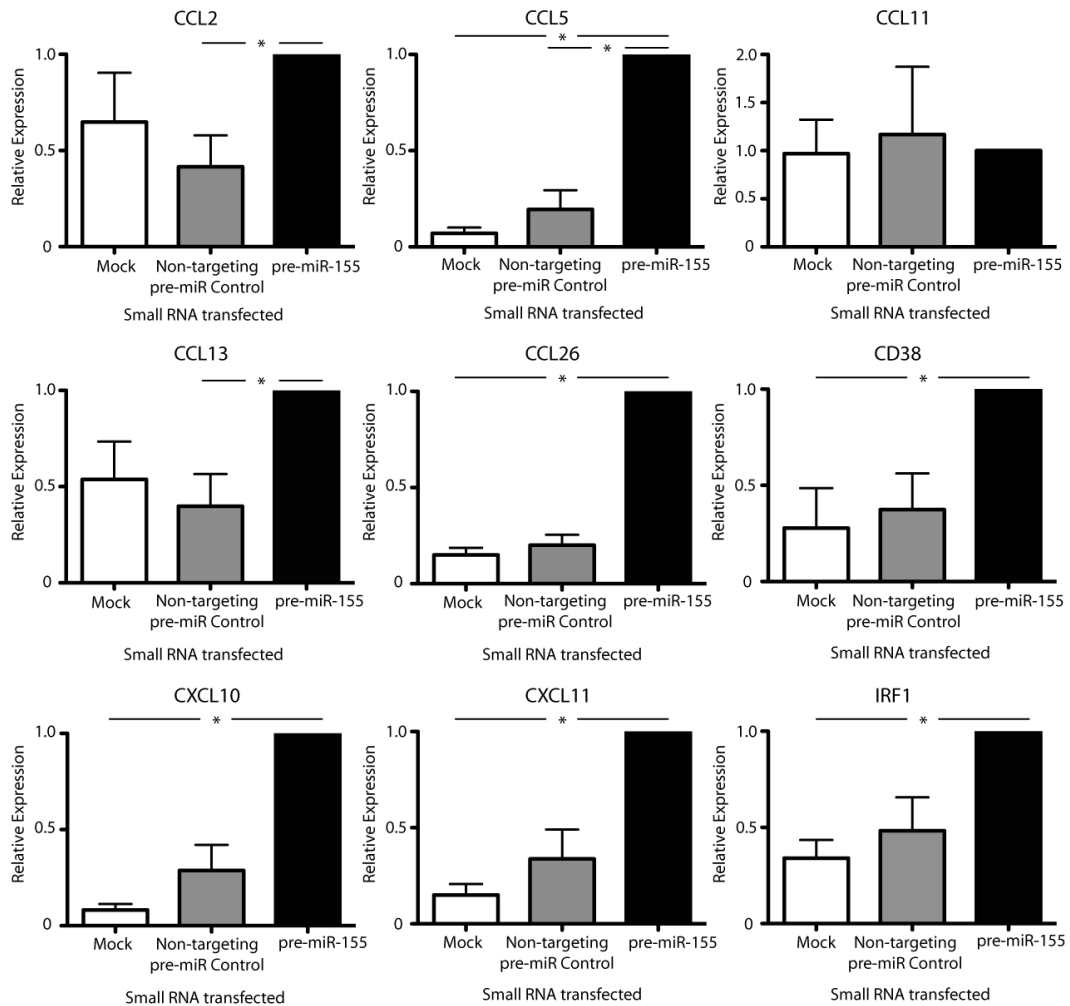 CCL2
*
1.0
0.5
0
Relative Expression
Mock Non-targeting pre-miR-155
pre-miR Control
Small RNA transfected
CCL5
*
*
1.0
0.5
0
Relative Expression
Mock Non-targeting pre-miR-155
pre-miR Control
Small RNA transfected
CCL11
2.0
1.5
1.0
0.5
0
Relative Expression
Mock Non-targeting pre-miR-155
pre-miR Control
Small RNA transfected
CCL13
*
1.0
0.5
0
Relative Expression
Mock Non-targeting pre-miR-155
pre-miR Control
Small RNA transfected
CCL26
*
1.0
0.5
0
Relative Expression
Mock Non-targeting pre-miR-155
pre-miR Control
Small RNA transfected
CD38
*
1.0
0.5
0
Relative Expression
Mock Non-targeting pre-miR-155
pre-miR Control
Small RNA transfected
CXCL10
*
1.0
0.5
0
Relative Expression
Mock Non-targeting pre-miR-155
pre-miR Control
Small RNA transfected
CXCL11
*
1.0
0.5
0
Relative Expression
Mock Non-targeting pre-miR-155
pre-miR Control
Small RNA transfected
IRF1
*
1.0
0.5
0
Relative Expression
Mock Non-targeting pre-miR-155
pre-miR Control
Small RNA transfected